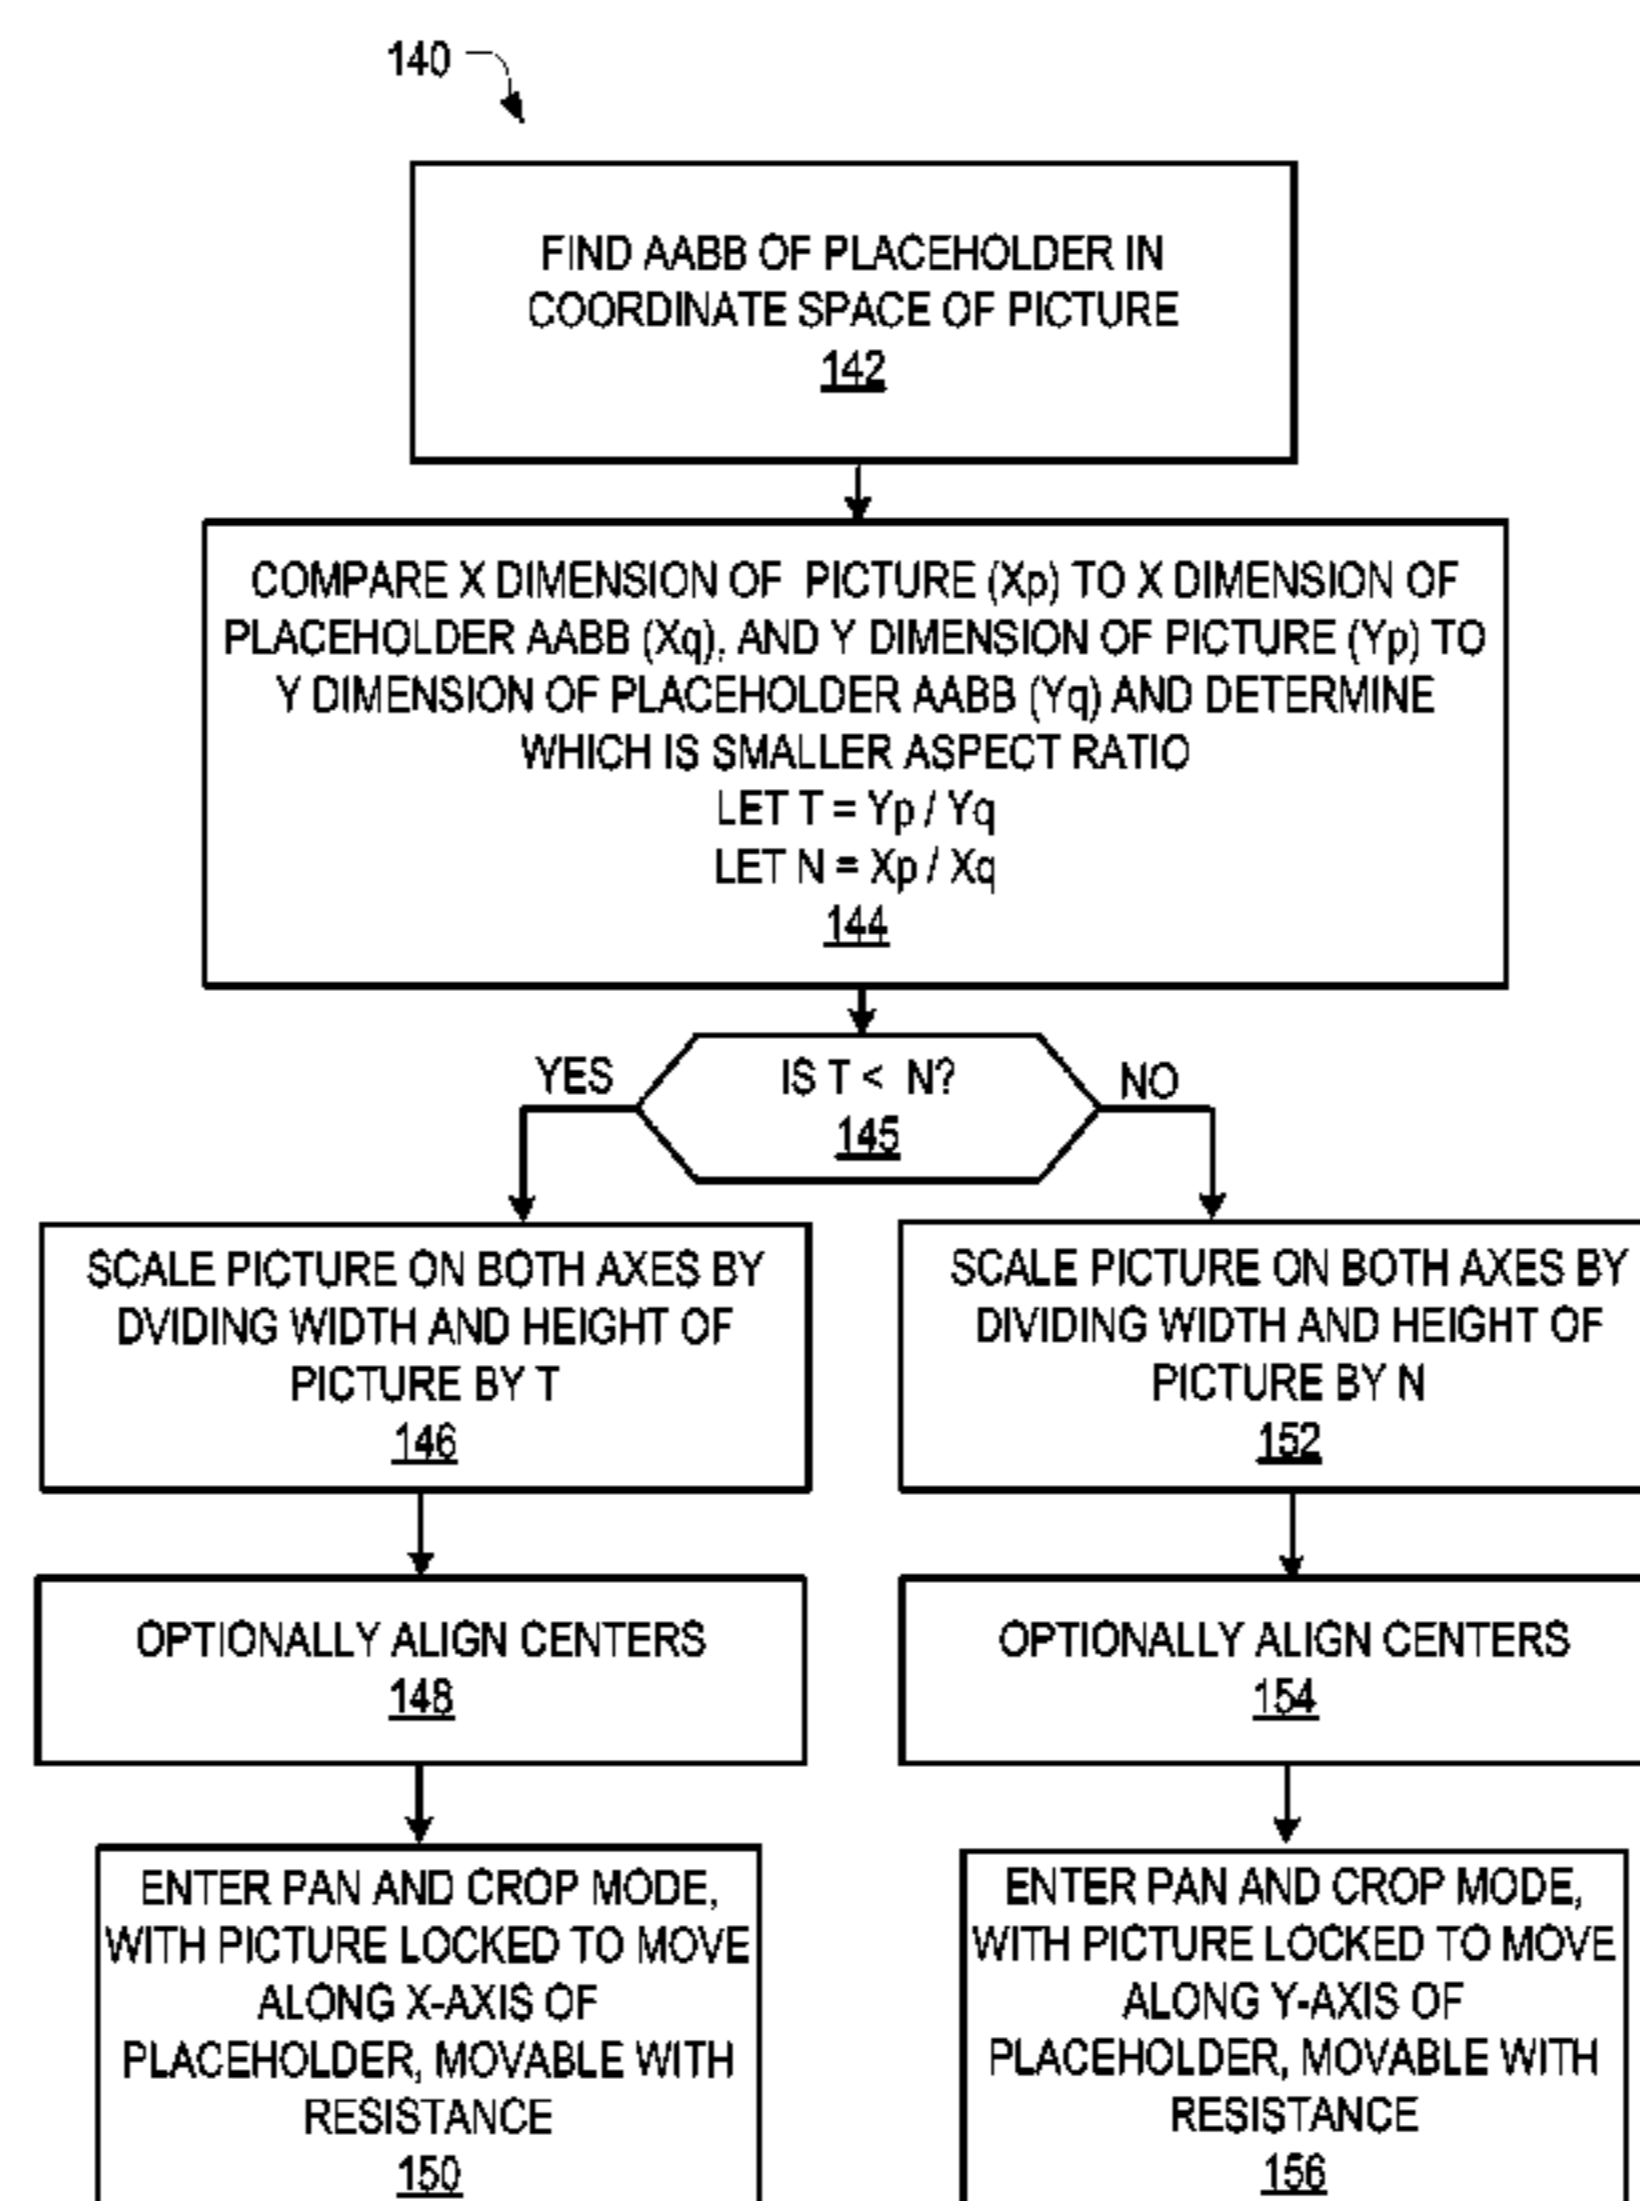 140
FIND AABB OF PLACEHOLDER IN
COORDINATE SPACE OF PICTURE
142
COMPARE X DIMENSION OF PICTURE (Xp) TO X DIMENSION OF
PLACEHOLDER AABB (Xq), AND Y DIMENSION OF PICTURE (Yp) TO
Y DIMENSION OF PLACEHOLDER AABB (Yq) AND DETERMINE
WHICH IS SMALLER ASPECT RATIO
LET T = Yp / Yq
LET N = Xp / Xq
144
YES
IS T < N?
145
NO
SCALE PICTURE ON BOTH AXES BY
DVIDING WIDTH AND HEIGHT OF
PICTURE BY T
146
SCALE PICTURE ON BOTH AXES BY
DIVIDING WIDTH AND HEIGHT OF
PICTURE BY N
152
OPTIONALLY ALIGN CENTERS
148
OPTIONALLY ALIGN CENTERS
154
ENTER PAN AND CROP MODE,
WITH PICTURE LOCKED TO MOVE
ALONG X-AXIS OF
PLACEHOLDER, MOVABLE WITH
RESISTANCE
150
ENTER PAN AND CROP MODE,
WITH PICTURE LOCKED TO MOVE
ALONG Y-AXIS OF
PLACEHOLDER, MOVABLE WITH
RESISTANCE
156